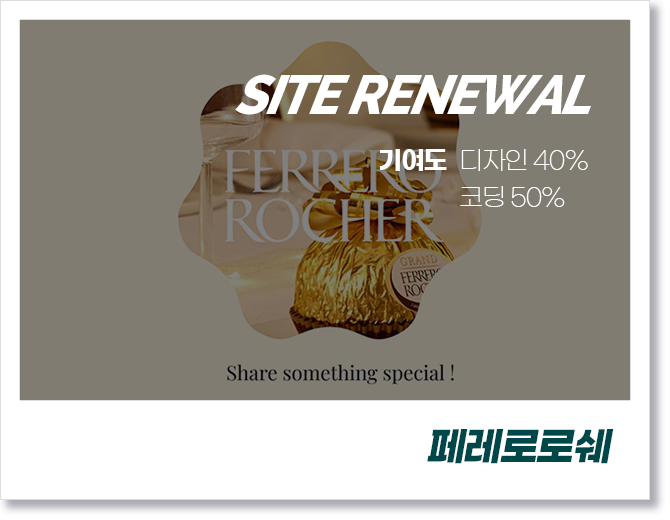 SITE RENEWAL
기여도 디자인 40%
코딩 50%
FERRERO
ROCHER
GRAND
FERRERO
ROCHER
Share something special !
페레로로쉐